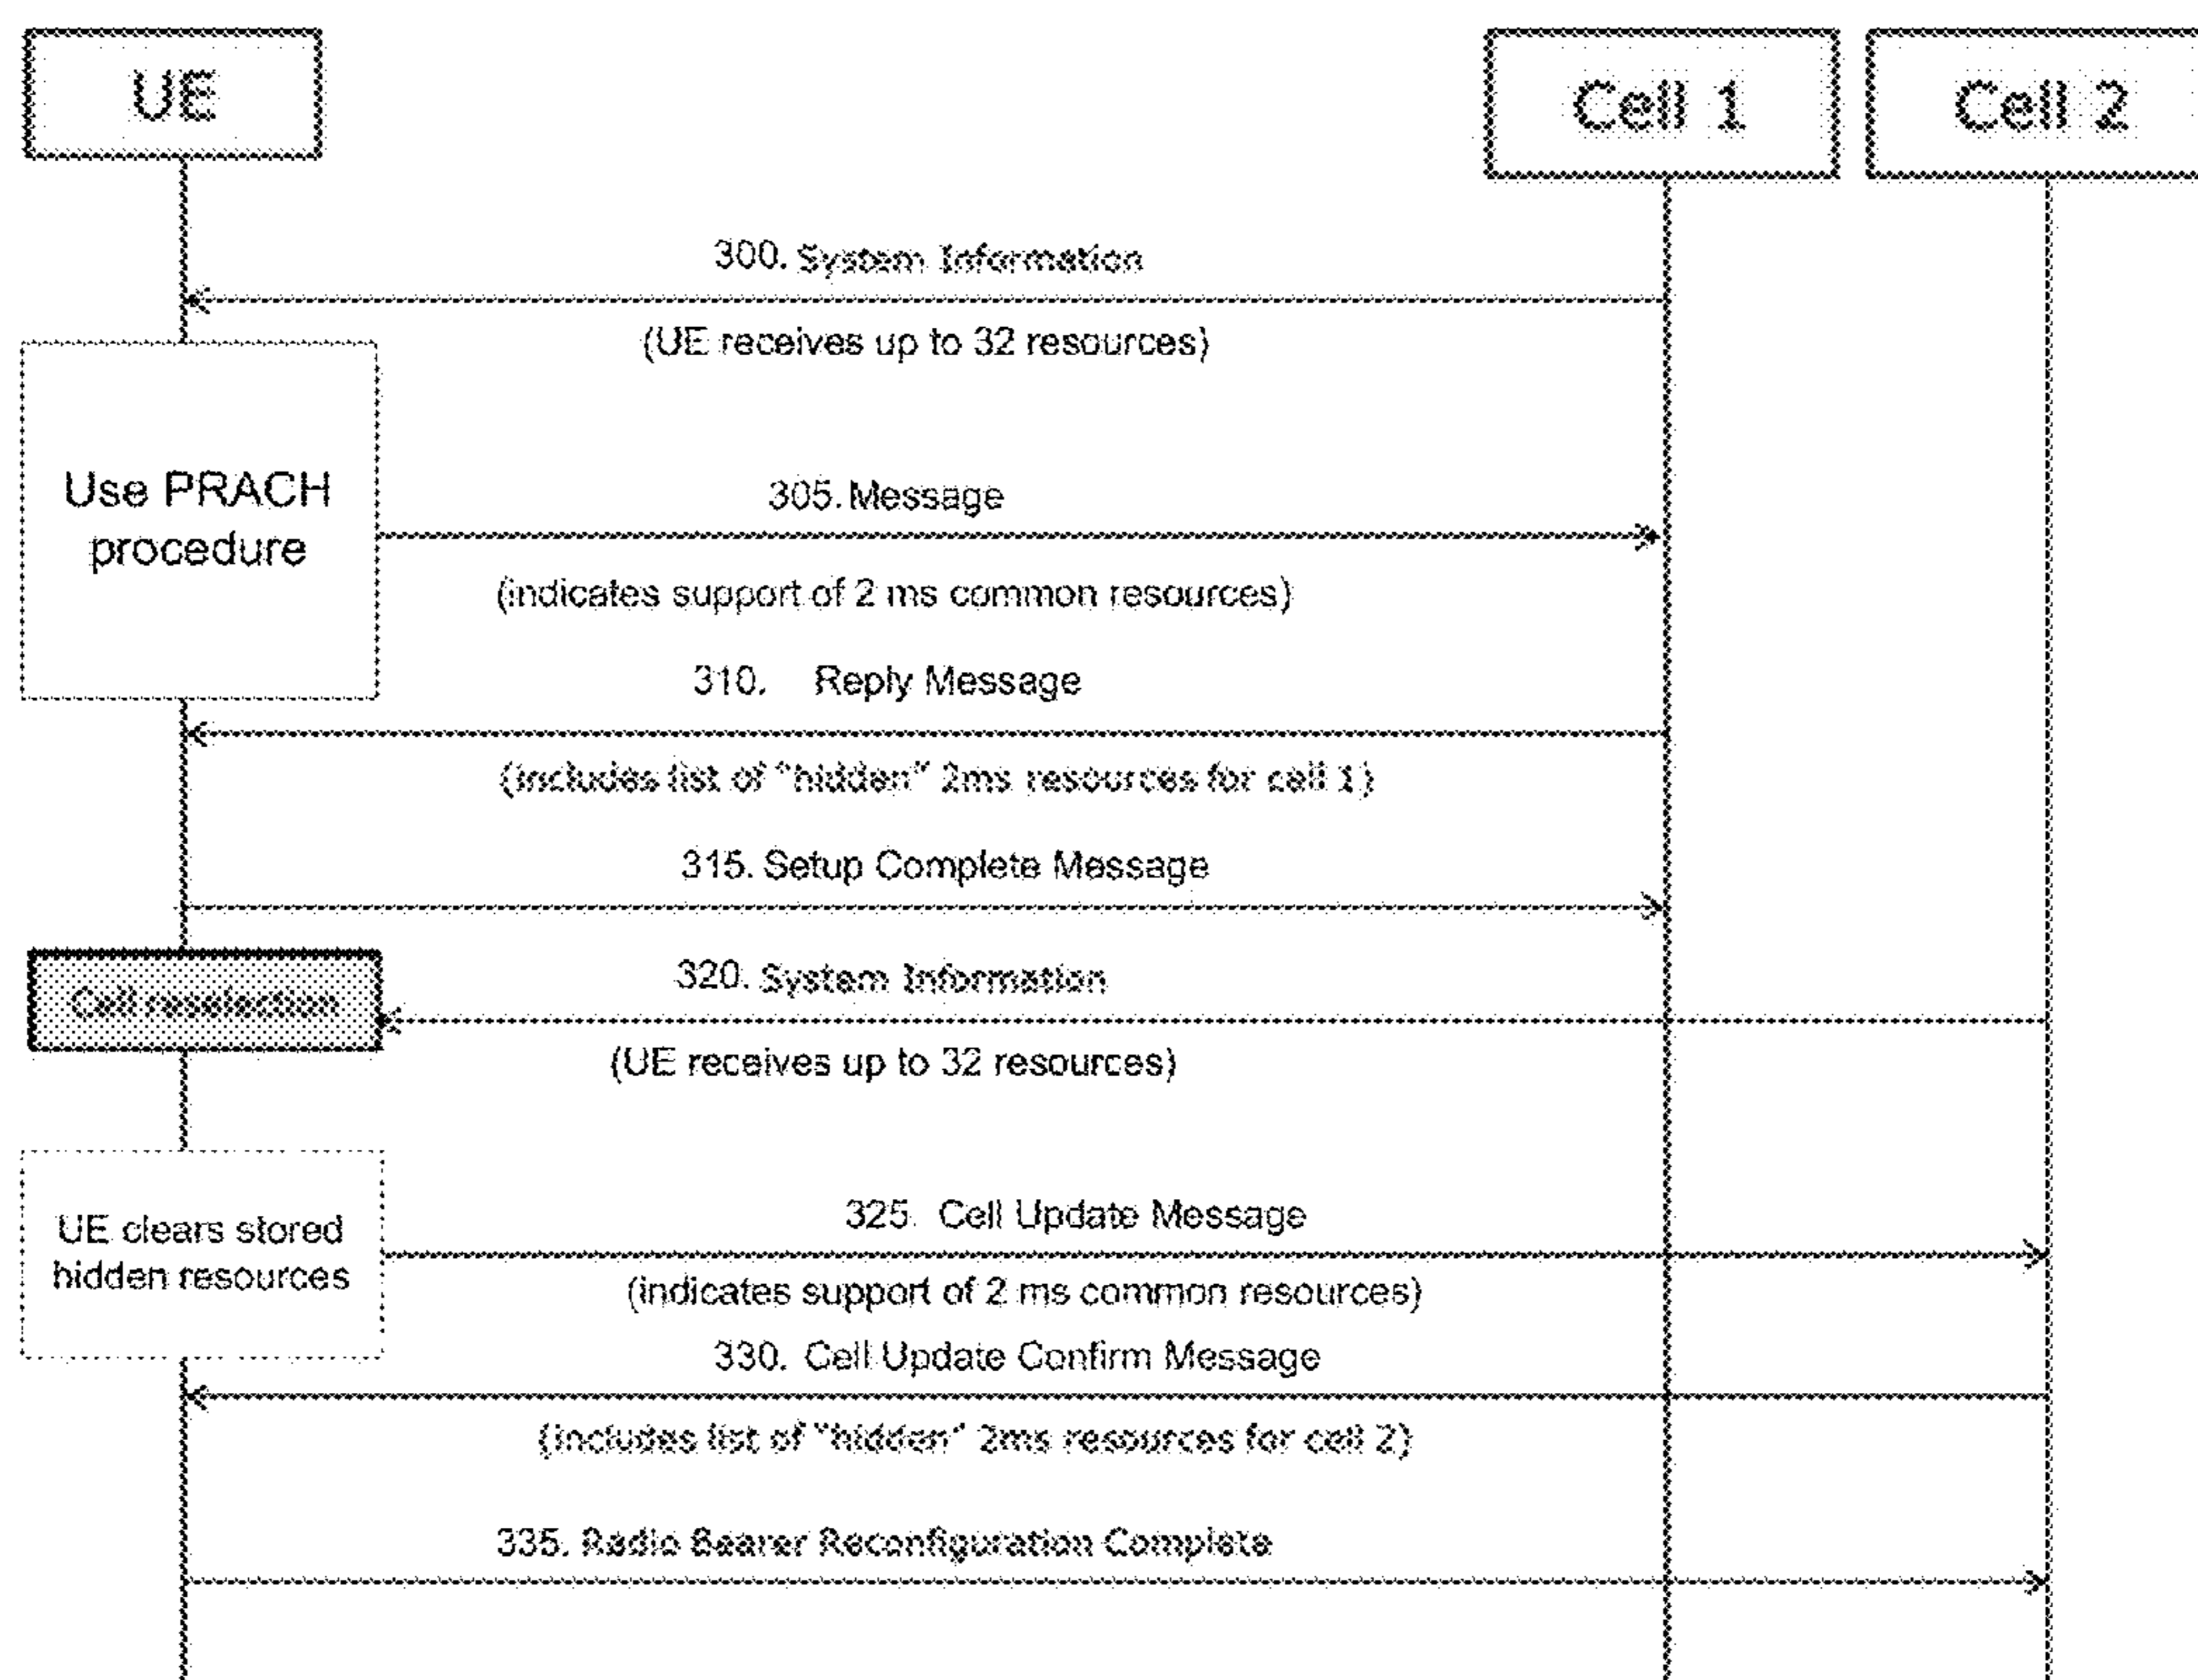 UE
Cell 1
Cell 2
300. System Information
(UE receives up to 32 resources)
Use PRACH
procedure
305. Message
(indicates support of 2 ms common resources)
310. Reply Message
(includes list of "hidden" 2ms resources for cell 1)
315. Setup Complete Message
Cell reselection
320. System Information
(UE receives up to 32 resources)
UE clears stored
hidden resources
325. Cell Update Message
(indicates support of 2 ms common resources)
330. Cell Update Confirm Message
(includes list of "hidden" 2ms resources for cell 2)
335. Radio Bearer Reconfiguration Complete